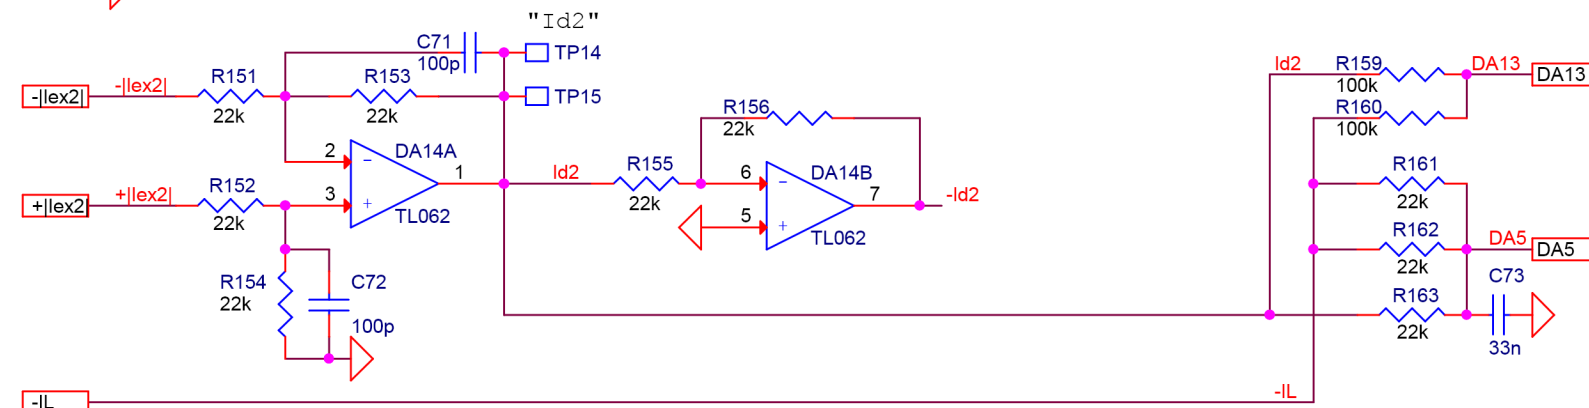 "Id2"
C71
100p
TP14
R151
22k
R153
22k
TP15
-|Iex2|
-|Iex2|
2
-
DA14A
1
3
+
TL062
+|Iex2|
+|Iex2|
R152
22k
R154
22k
C72
100p
Id2
R155
22k
R156
22k
6
-
DA14B
7
5
+
TL062
-Id2
Id2
R159
100k
DA13
DA13
R160
100k
R161
22k
R162
22k
DA5
DA5
R163
22k
C73
33n
-IL
-IL